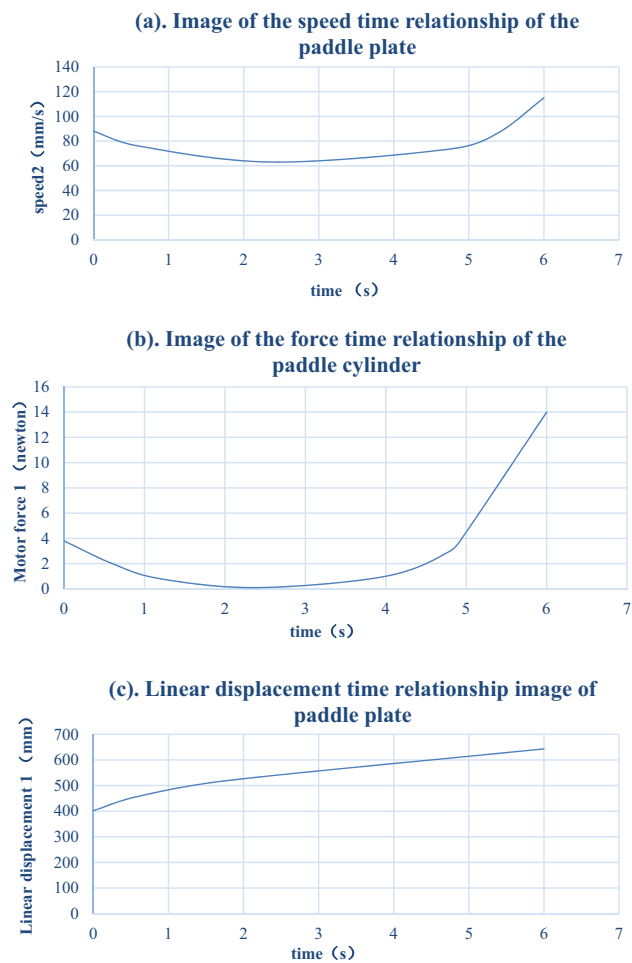 (a). Image of the speed time relationship of the
paddle plate
140
120
100
80
60
40
20
0
speed2（mm/s）
0 1 2 3 4 5 6 7
time （s）
(b). Image of the force time relationship of the
paddle cylinder
16
14
12
10
8
6
4
2
0
Motor force 1（newton）
0 1 2 3 4 5 6 7
time（s）
(c). Linear displacement time relationship image of
paddle plate
700
600
500
400
300
200
100
0
Linear displacement 1（mm）
0 1 2 3 4 5 6 7
time（s）